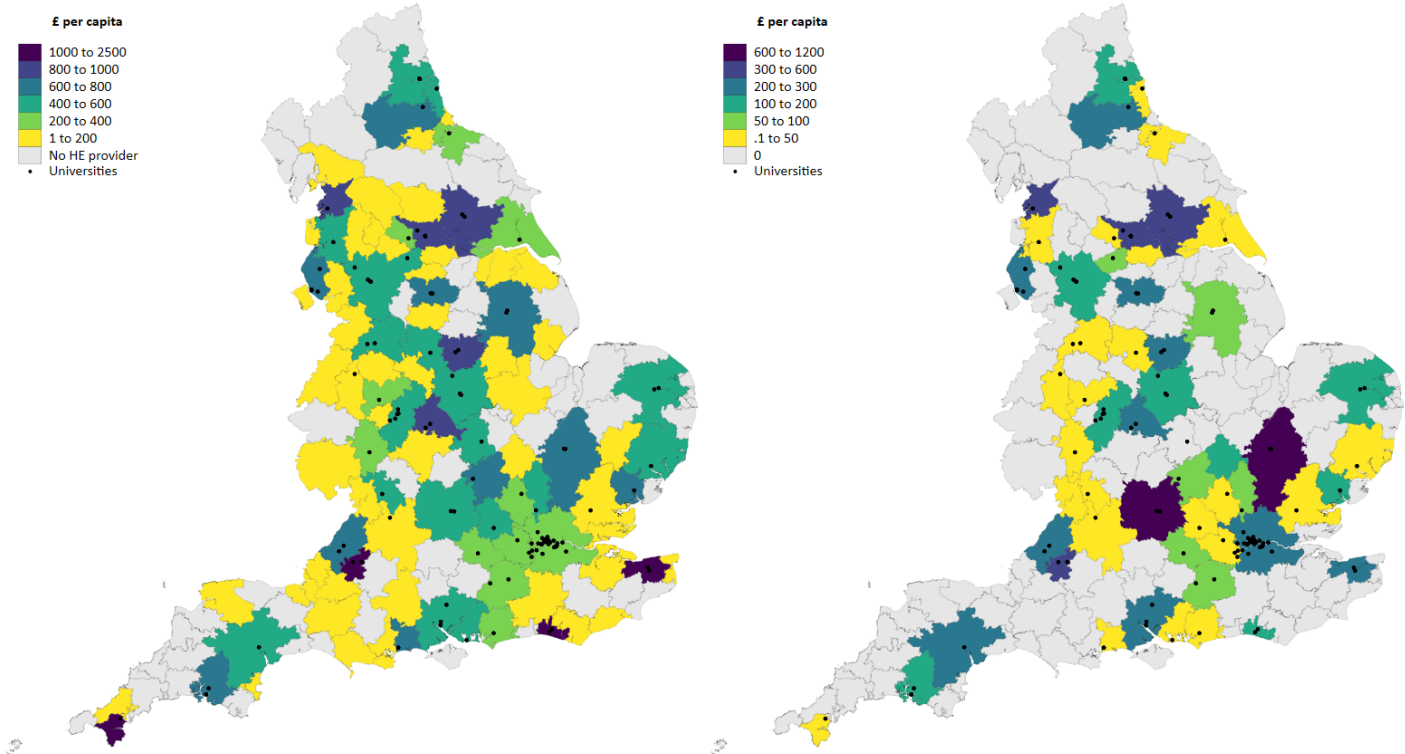 £ per capita
1000 to 2500
800 to 1000
600 to 800
400 to 600
200 to 400
1 to 200
No HE provider
Universities
£ per capita
600 to 1200
300 to 600
200 to 300
100 to 200
50 to 100
.1 to 50
0
Universities